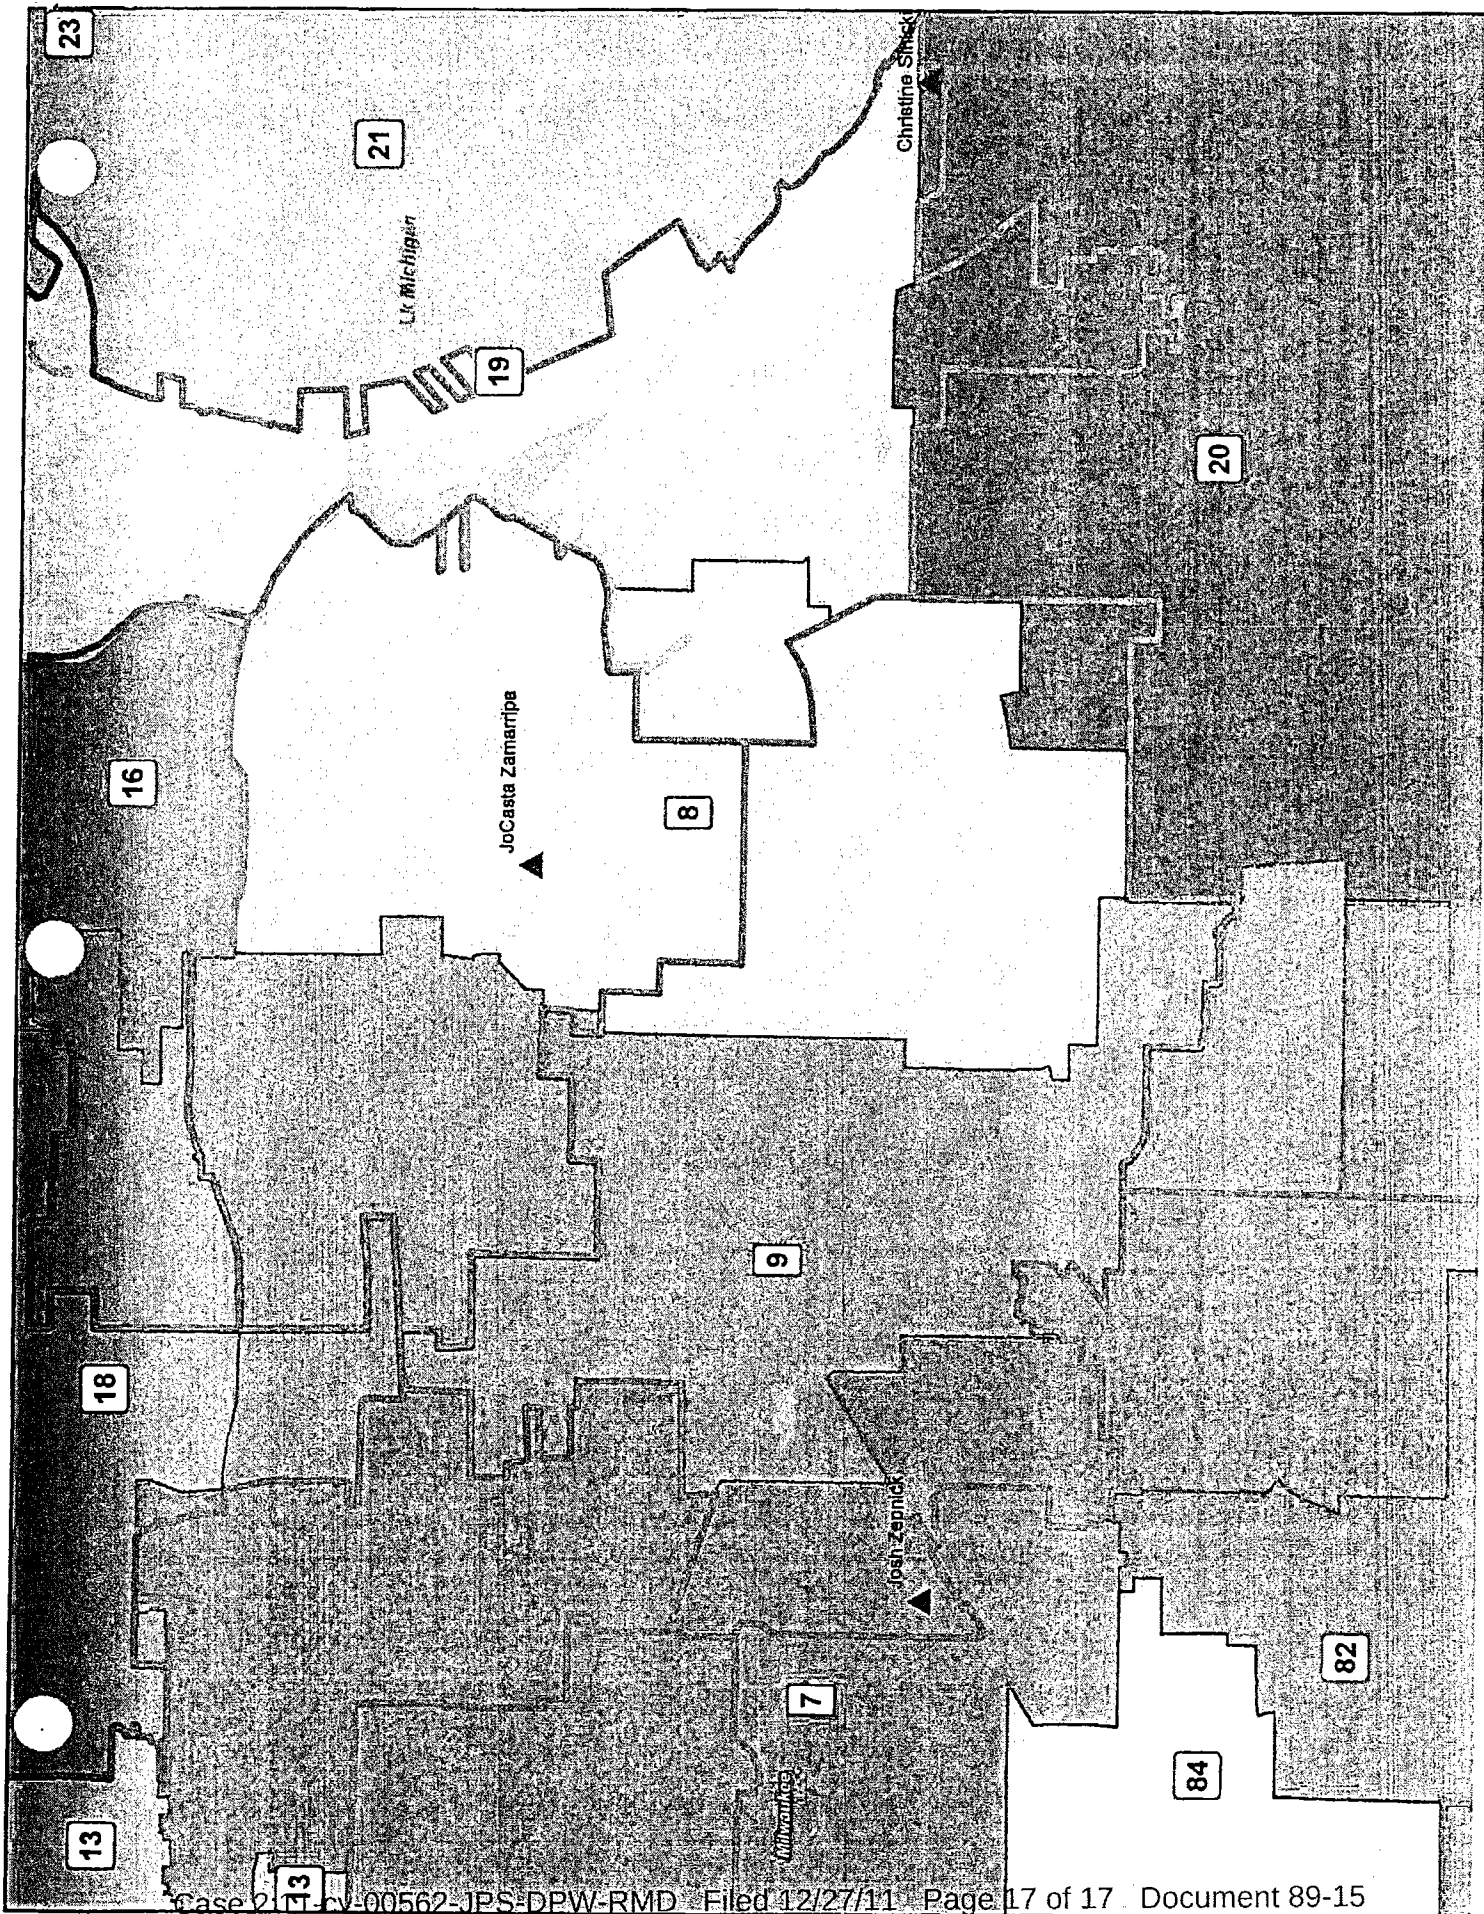 23
13
18
16
13
21
Lk Michigan
19
JoCasta Zamarripa
8
9
Milwaukee
7
Josh Zepnick
Christine Sinicki
84
20
82
Case 2:11-cv-00562-JPS-DPW-RMD Filed 12/27/11 Page 17 of 17 Document 89-15